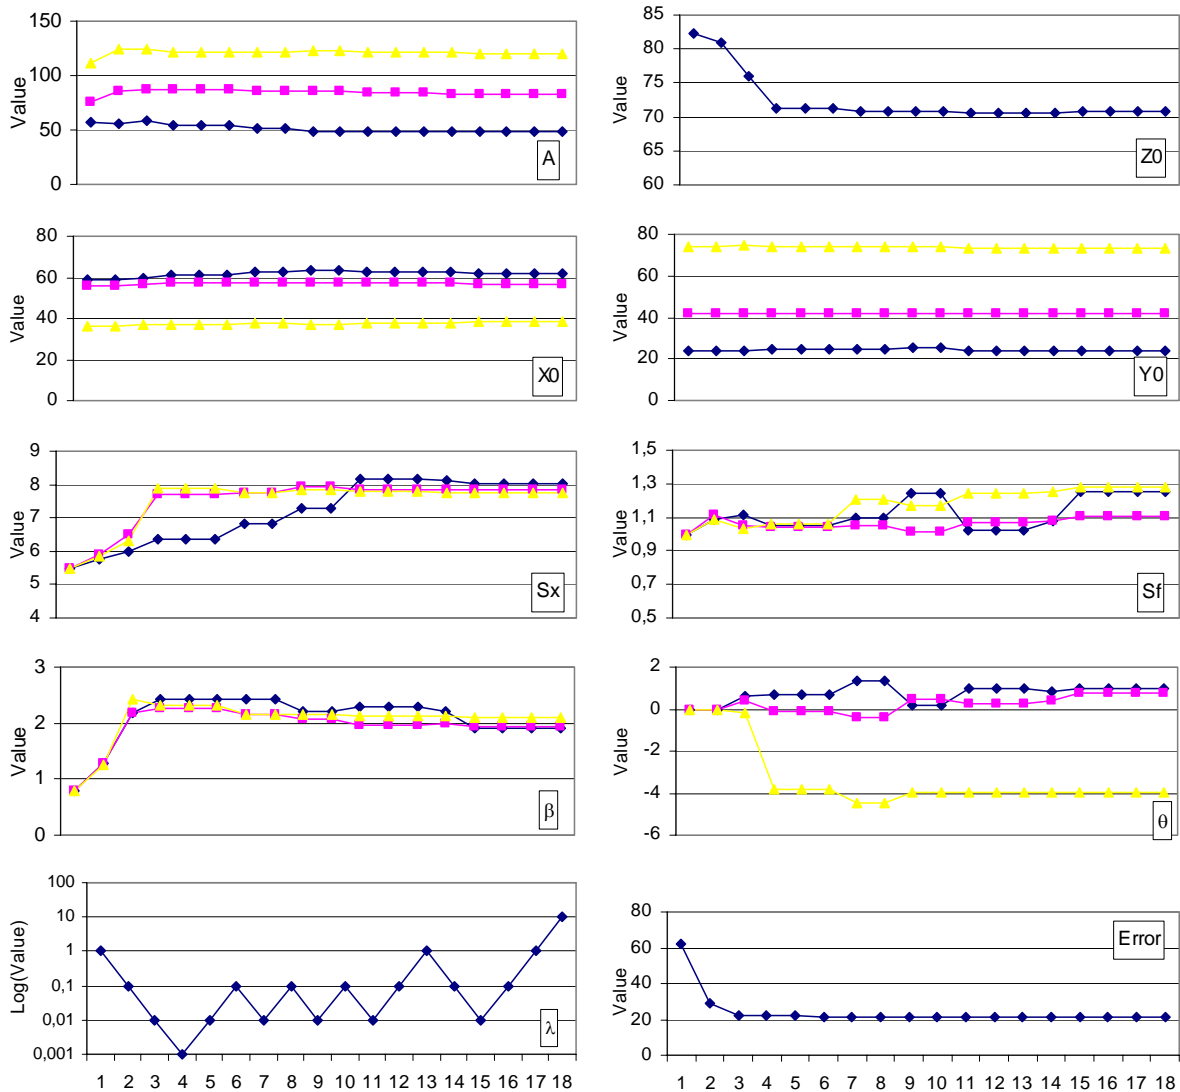 150
100
50
0
Value
A
85
80
75
70
65
60
Value
Z0
80
60
40
20
0
Value
X0
80
60
40
20
0
Value
Y0
9
8
7
6
5
4
Value
Sx
1,5
1,3
1,1
0,9
0,7
0,5
Value
Sf
3
2
1
0
Value
β
2
0
-2
-4
-6
Value
θ
100
10
1
0,1
0,01
0,001
Log(Value)
λ
1 2 3 4 5 6 7 8 9 10 11 12 13 14 15 16 17 18
80
60
40
20
0
Value
Error
1 2 3 4 5 6 7 8 9 10 11 12 13 14 15 16 17 18